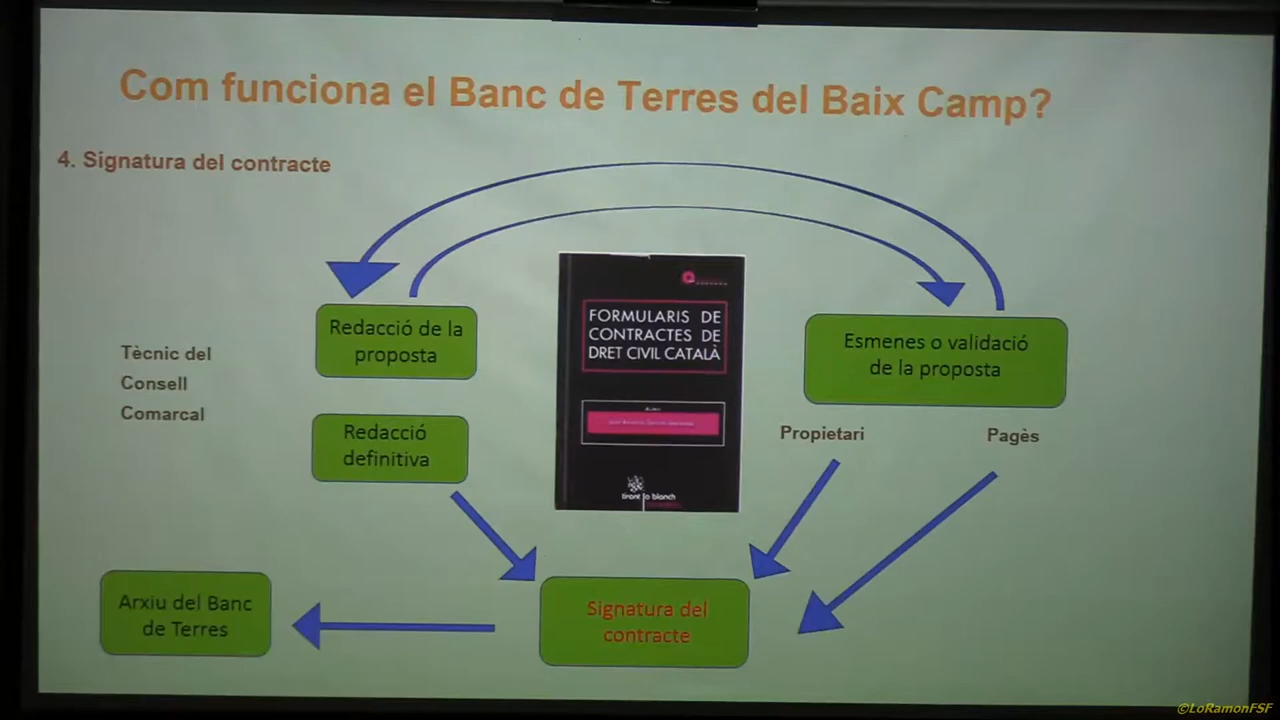 Com funciona el Banc de Terres del Baix Camp?
4. Signatura del contracte
Redacció de la
proposta
Tècnic del
Consell
Comarcal
Redacció
definitiva
FORMULARIS DE
CONTRACTES DE
DRET CIVIL CATALÀ
tirant lo blanch
Esmenes o validació
de la proposta
Propietari
Pagès
Signatura del
contracte
Arxiu del Banc
de Terres
©LoRamonFSF